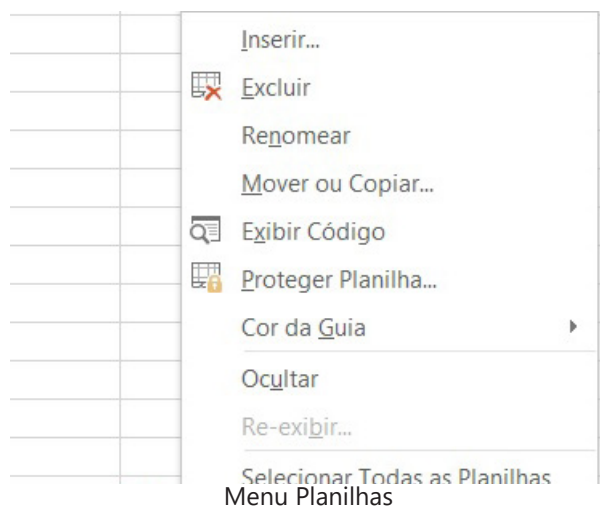 Inserir...
Excluir
Renomear
Mover ou Copiar...
Exibir Código
Proteger Planilha...
Cor da Guia
Ocultar
Re-exibir...
Selecionar Todas as Planilhas
Menu Planilhas